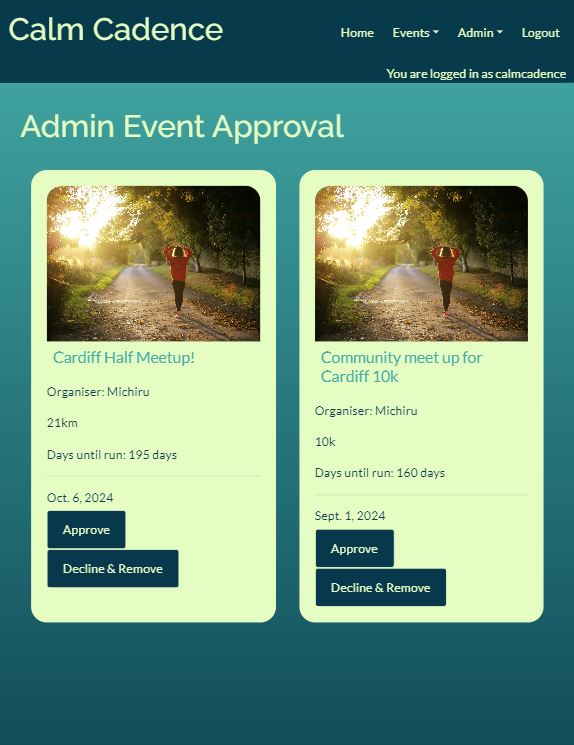 Calm Cadence
Home Events Admin Logout
You are logged in as calmcadence
Admin Event Approval
Cardiff Half Meetup!
Organiser: Michiru
21km
Days until run: 195 days
Oct. 6, 2024
Approve
Decline & Remove
Community meet up for
Cardiff 10k
Organiser: Michiru
10k
Days until run: 160 days
Sept. 1, 2024
Approve
Decline & Remove